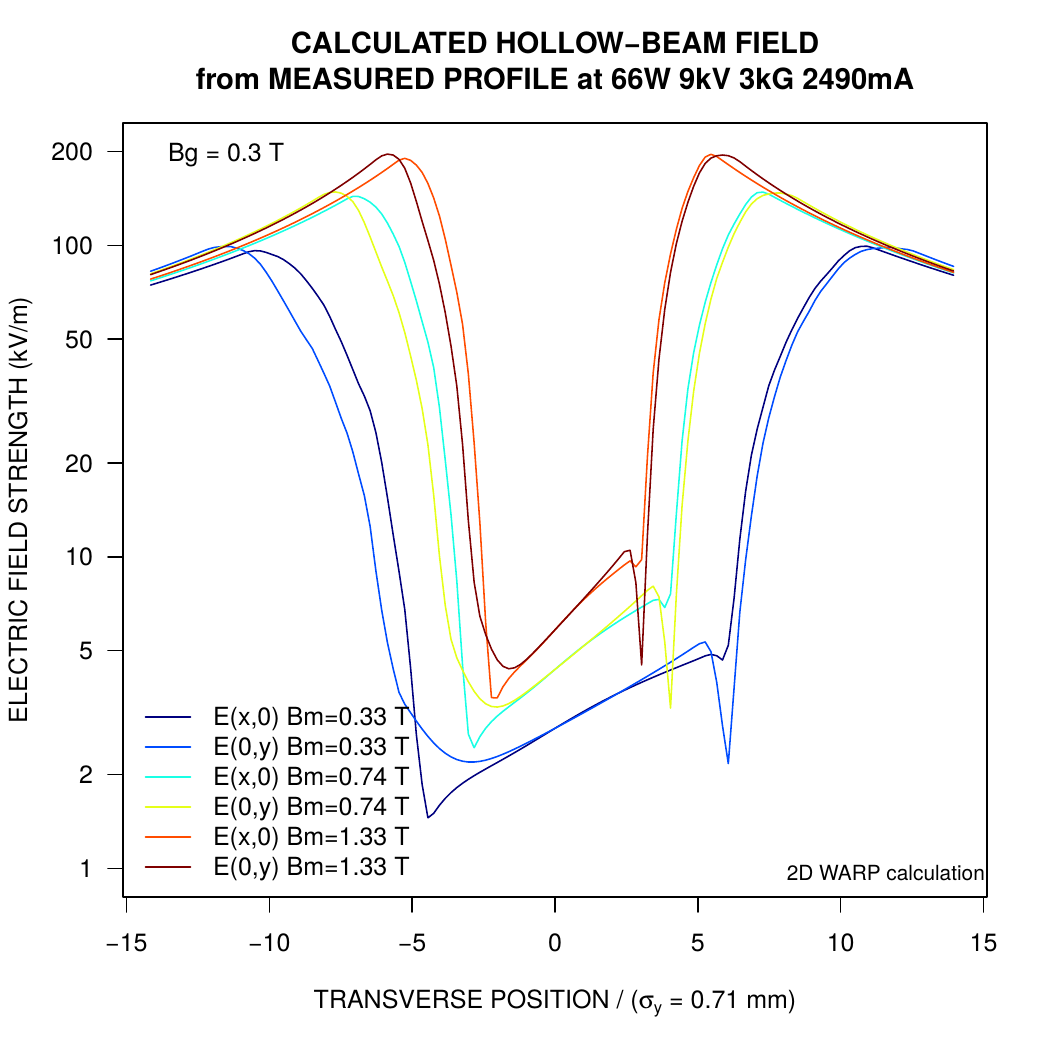 CALCULATED HOLLOW−BEAM FIELD
from MEASURED PROFILE at 66W 9kV 3kG 2490mA
Bg = 0.3 T
ELECTRIC FIELD STRENGTH (kV/m)
200
100
50
20
10
5
2
1
E(x,0) Bm=0.33 T
E(0,y) Bm=0.33 T
E(x,0) Bm=0.74 T
E(0,y) Bm=0.74 T
E(x,0) Bm=1.33 T
E(0,y) Bm=1.33 T
2D WARP calculation
−15 −10 −5 0 5 10 15
TRANSVERSE POSITION / (σy = 0.71 mm)